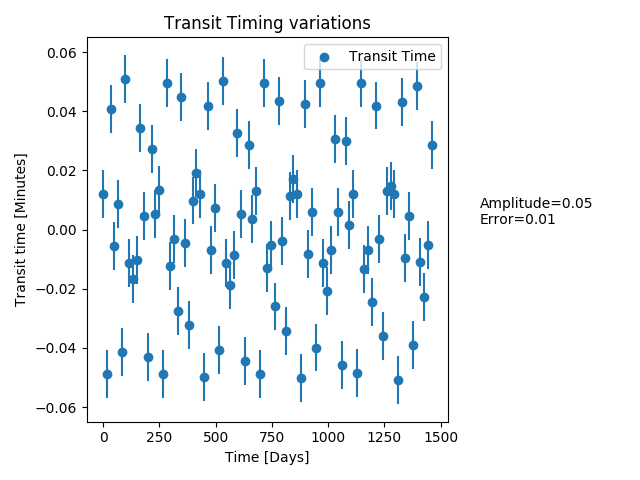 Transit Timing variations
Transit Time
0.06
0.04
0.02
0.00
−0.02
−0.04
−0.06
Transit time [Minutes]
0
250
500
750
1000
1250
1500
Time [Days]
Amplitude=0.05
Error=0.01